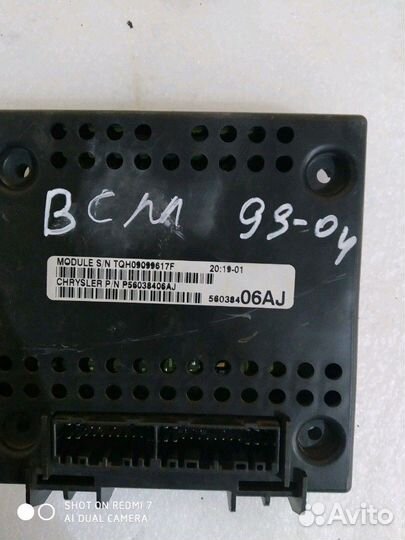 BCM 99-04
MODULE S/N TQH09099617F 20:19-01
CHRYSLER P/N P56038406AJ 56038406AJ
SHOT ON REDMI 7
AI DUAL CAMERA
Avito